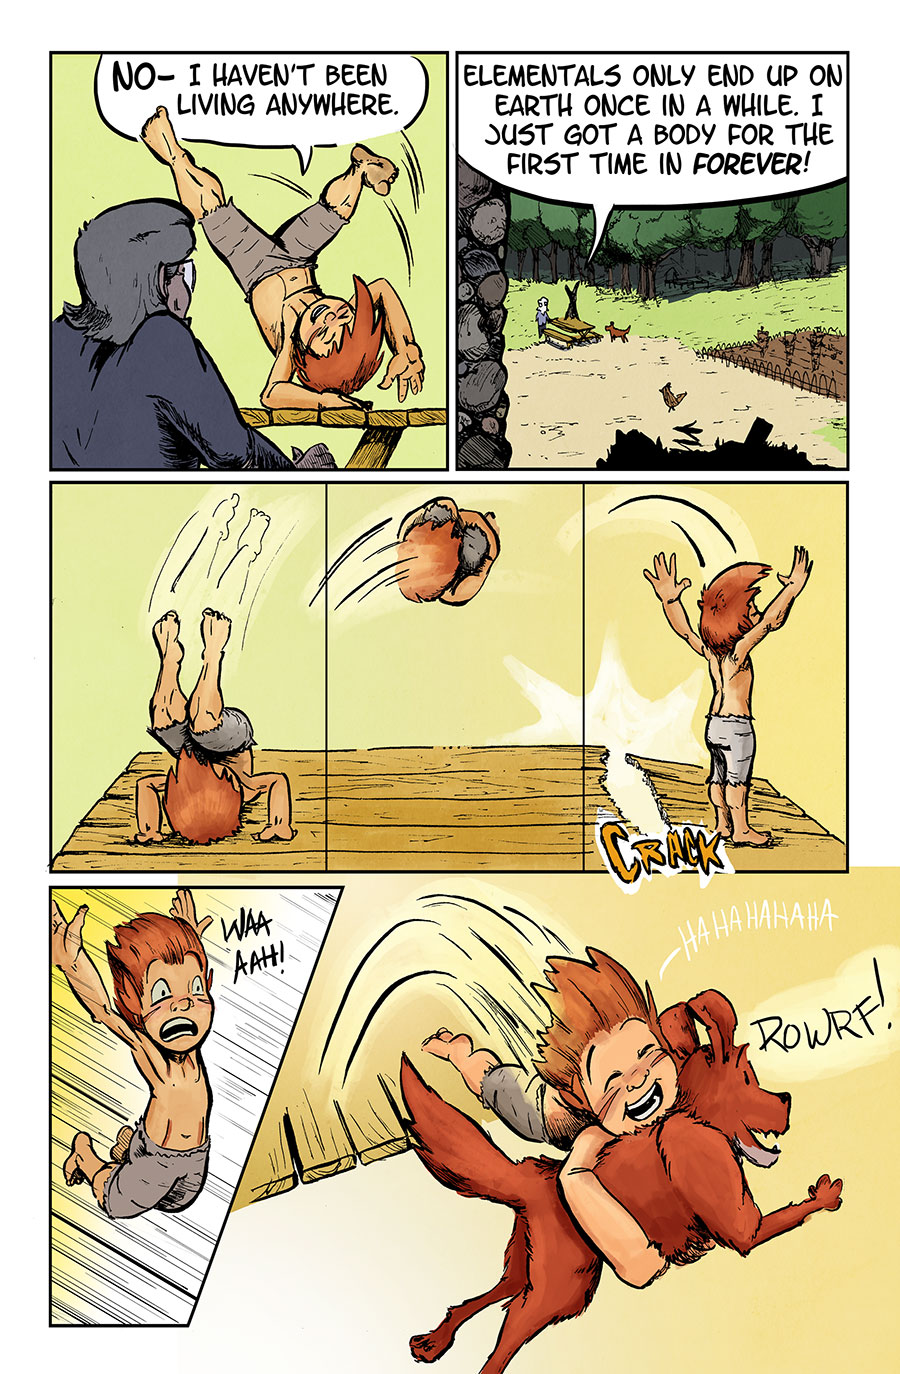 NO– I HAVEN'T BEEN
LIVING ANYWHERE.
ELEMENTALS ONLY END UP ON
EARTH ONCE IN A WHILE. I
JUST GOT A BODY FOR THE
FIRST TIME IN FOREVER!
CRACK
WAA
AAH!
HAHAHAHAHA
ROWRF!